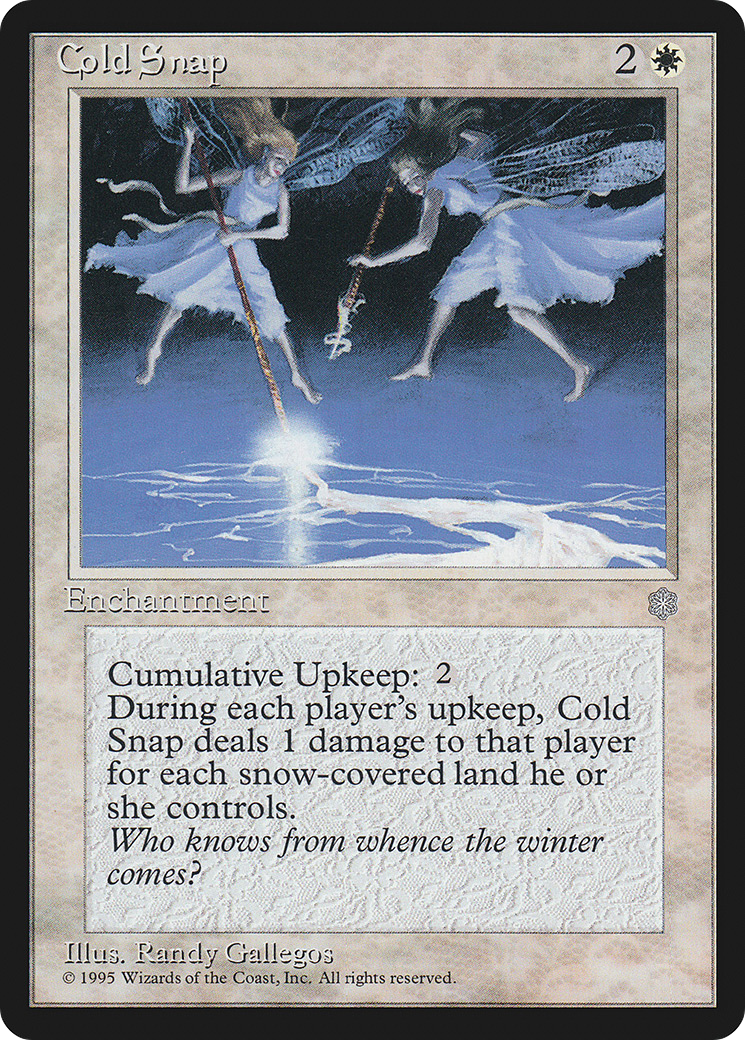 Cold Snap 2
Enchantment
Cumulative Upkeep: 2
During each player's upkeep, Cold
Snap deals 1 damage to that player
for each snow-covered land he or
she controls.
Who knows from whence the winter
comes?
Illus. Randy Gallegos
© 1995 Wizards of the Coast, Inc. All rights reserved.